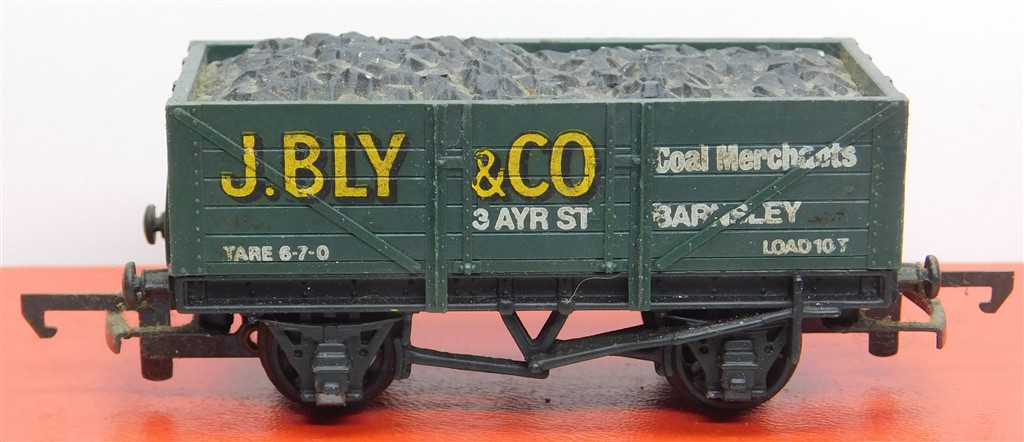 J.BLY &CO Coal Merchants
3 AYR ST BARNSLEY
TARE 6-7-0 LOAD 10 T